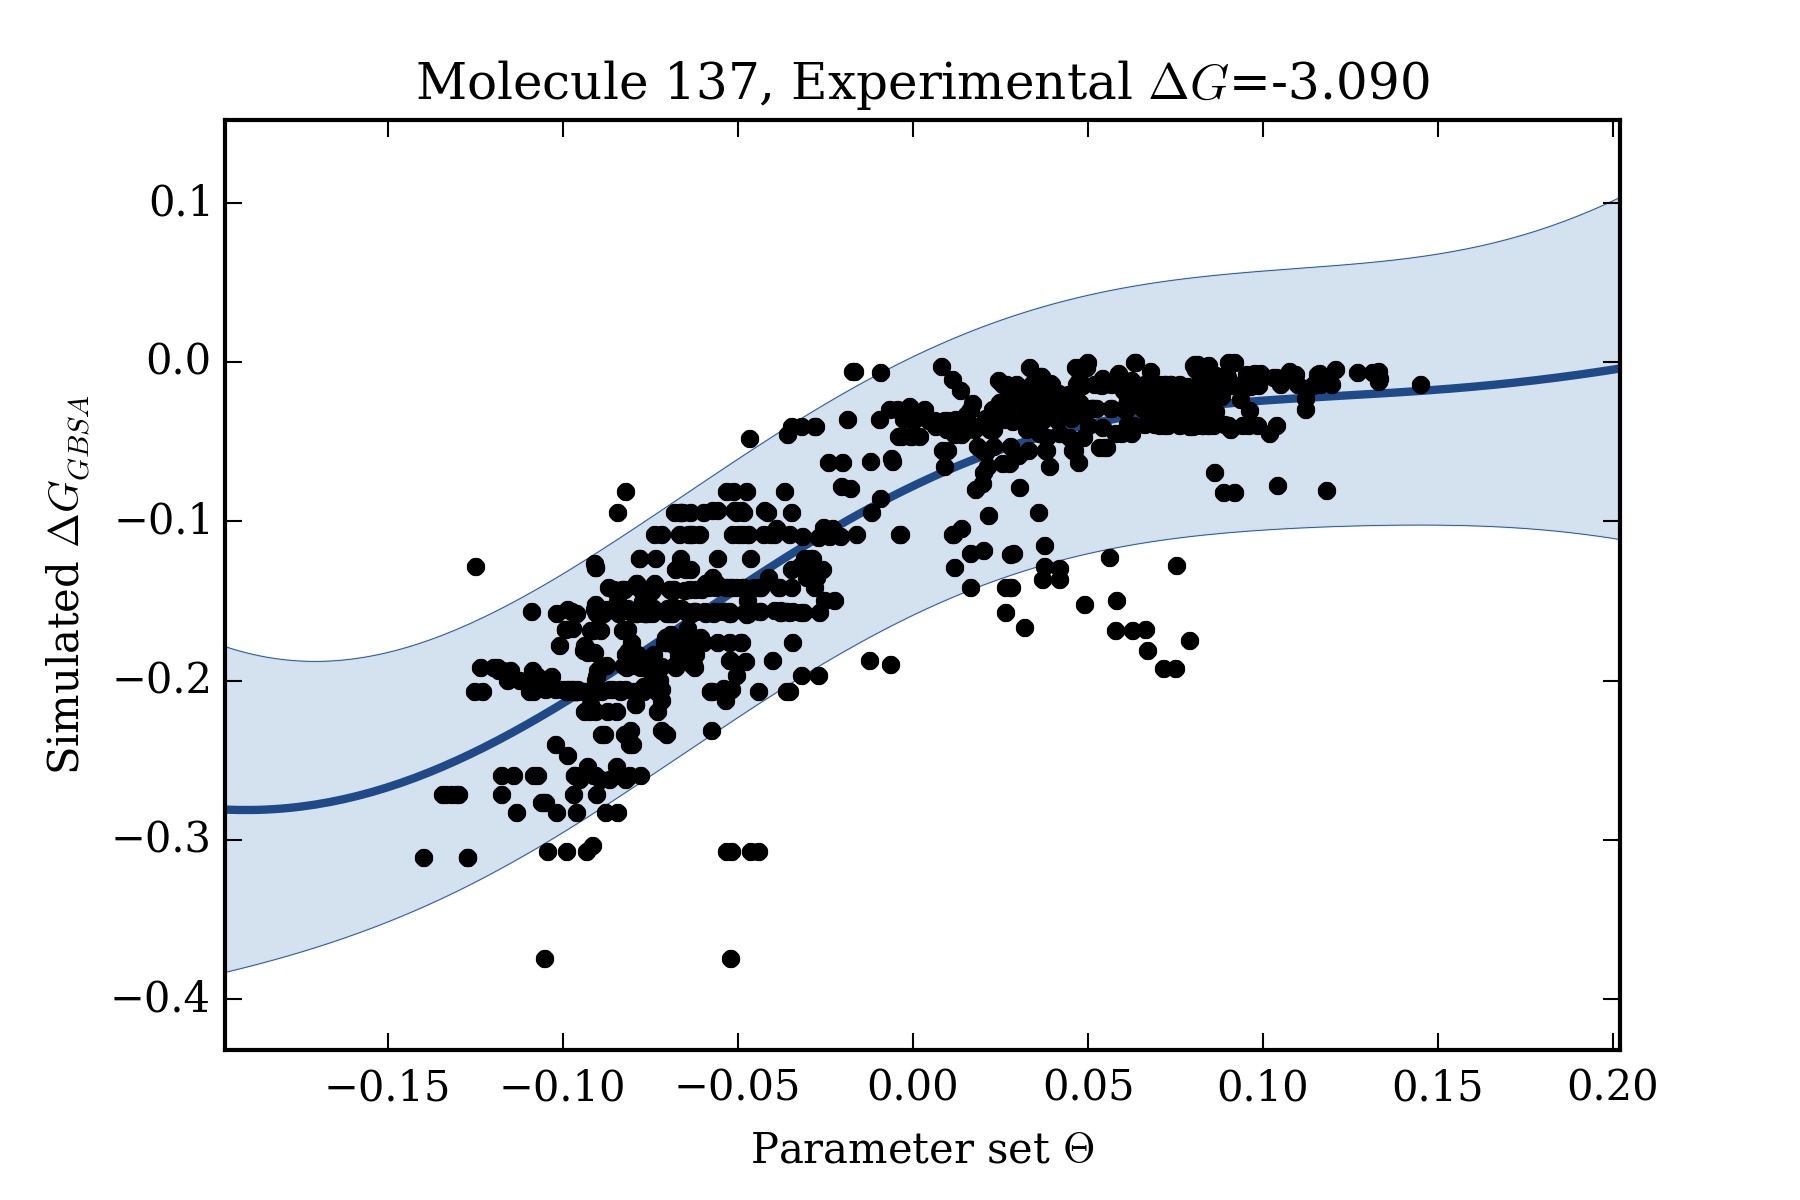 Molecule 137, Experimental ΔG=-3.090
0.1
0.0
−0.1
−0.2
−0.3
−0.4
Simulated ΔG_GBSA
−0.15 −0.10 −0.05 0.00 0.05 0.10 0.15 0.20
Parameter set Θ